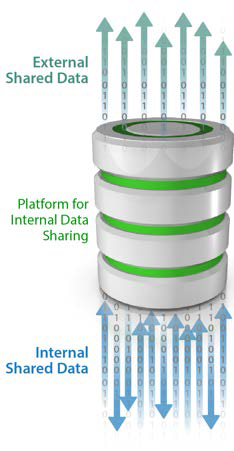 External
Shared Data
Platform for
Internal Data
Sharing
Internal
Shared Data